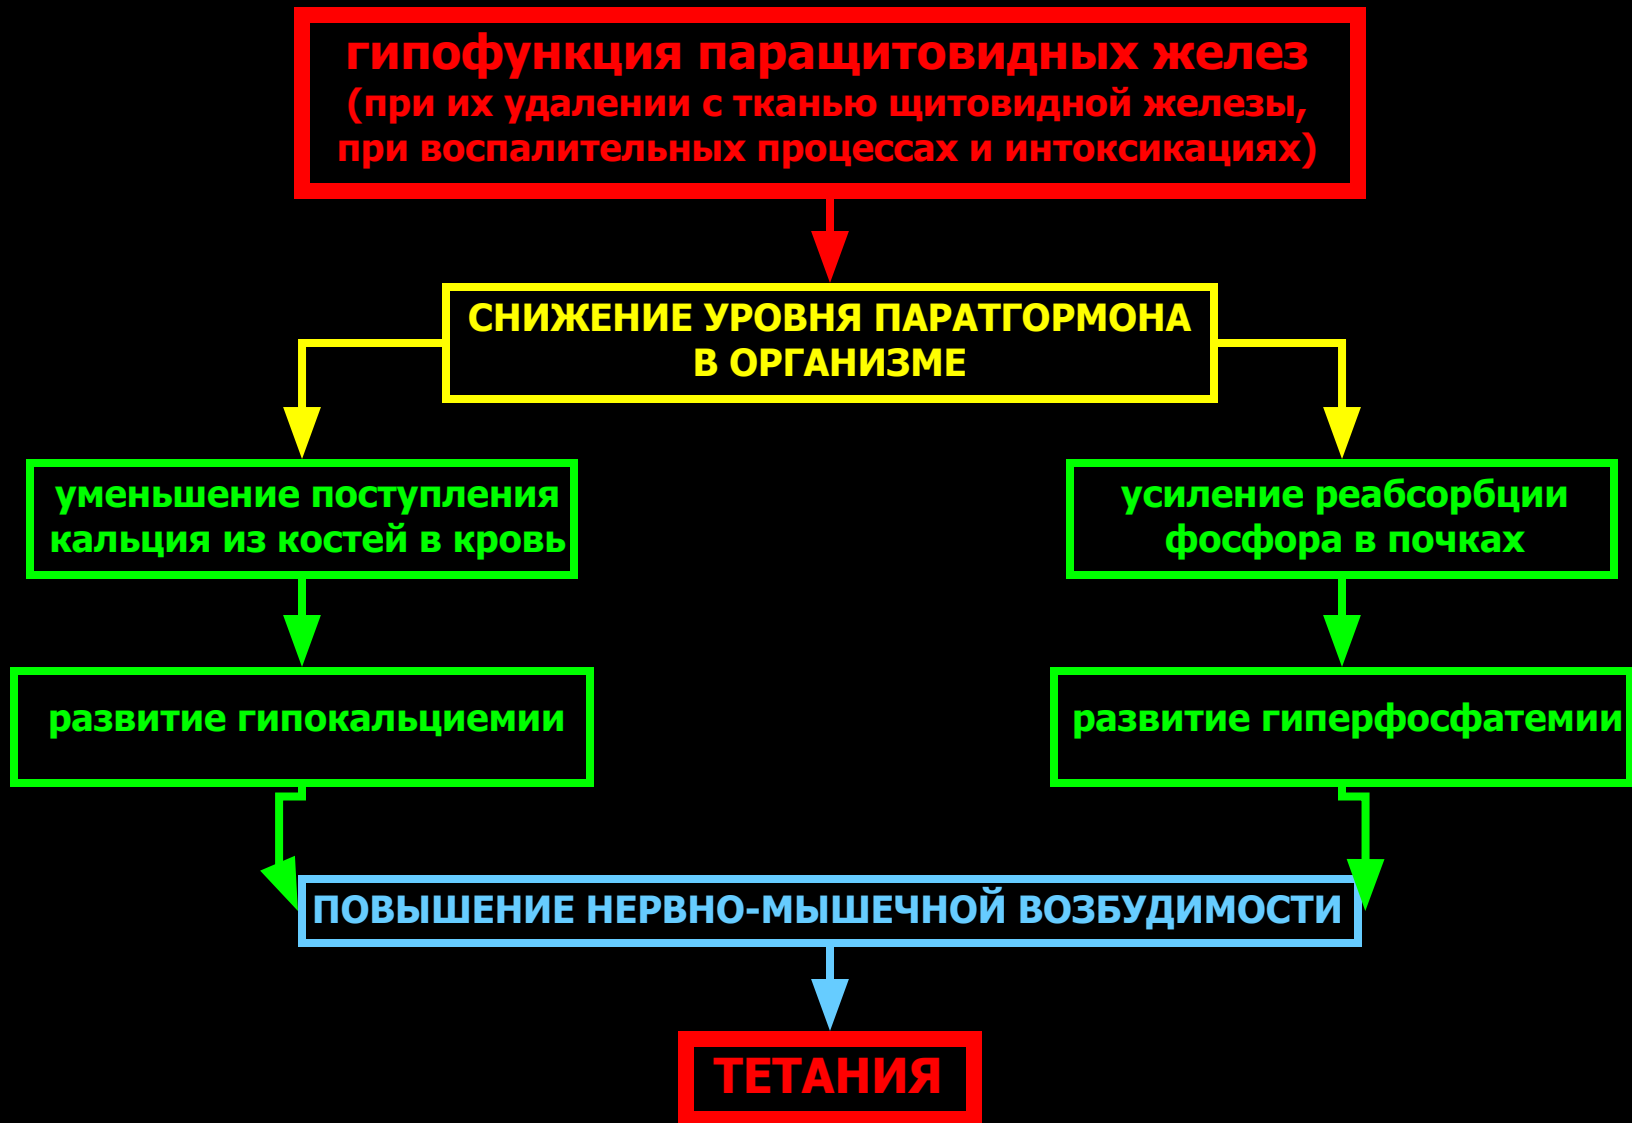 гипофункция паращитовидных желез
(при их удалении с тканью щитовидной железы,
при воспалительных процессах и интоксикациях)
СНИЖЕНИЕ УРОВНЯ ПАРАТГОРМОНА
В ОРГАНИЗМЕ
уменьшение поступления
кальция из костей в кровь
усиление реабсорбции
фосфора в почках
развитие гипокальциемии
развитие гиперфосфатемии
ПОВЫШЕНИЕ НЕРВНО-МЫШЕЧНОЙ ВОЗБУДИМОСТИ
ТЕТАНИЯ